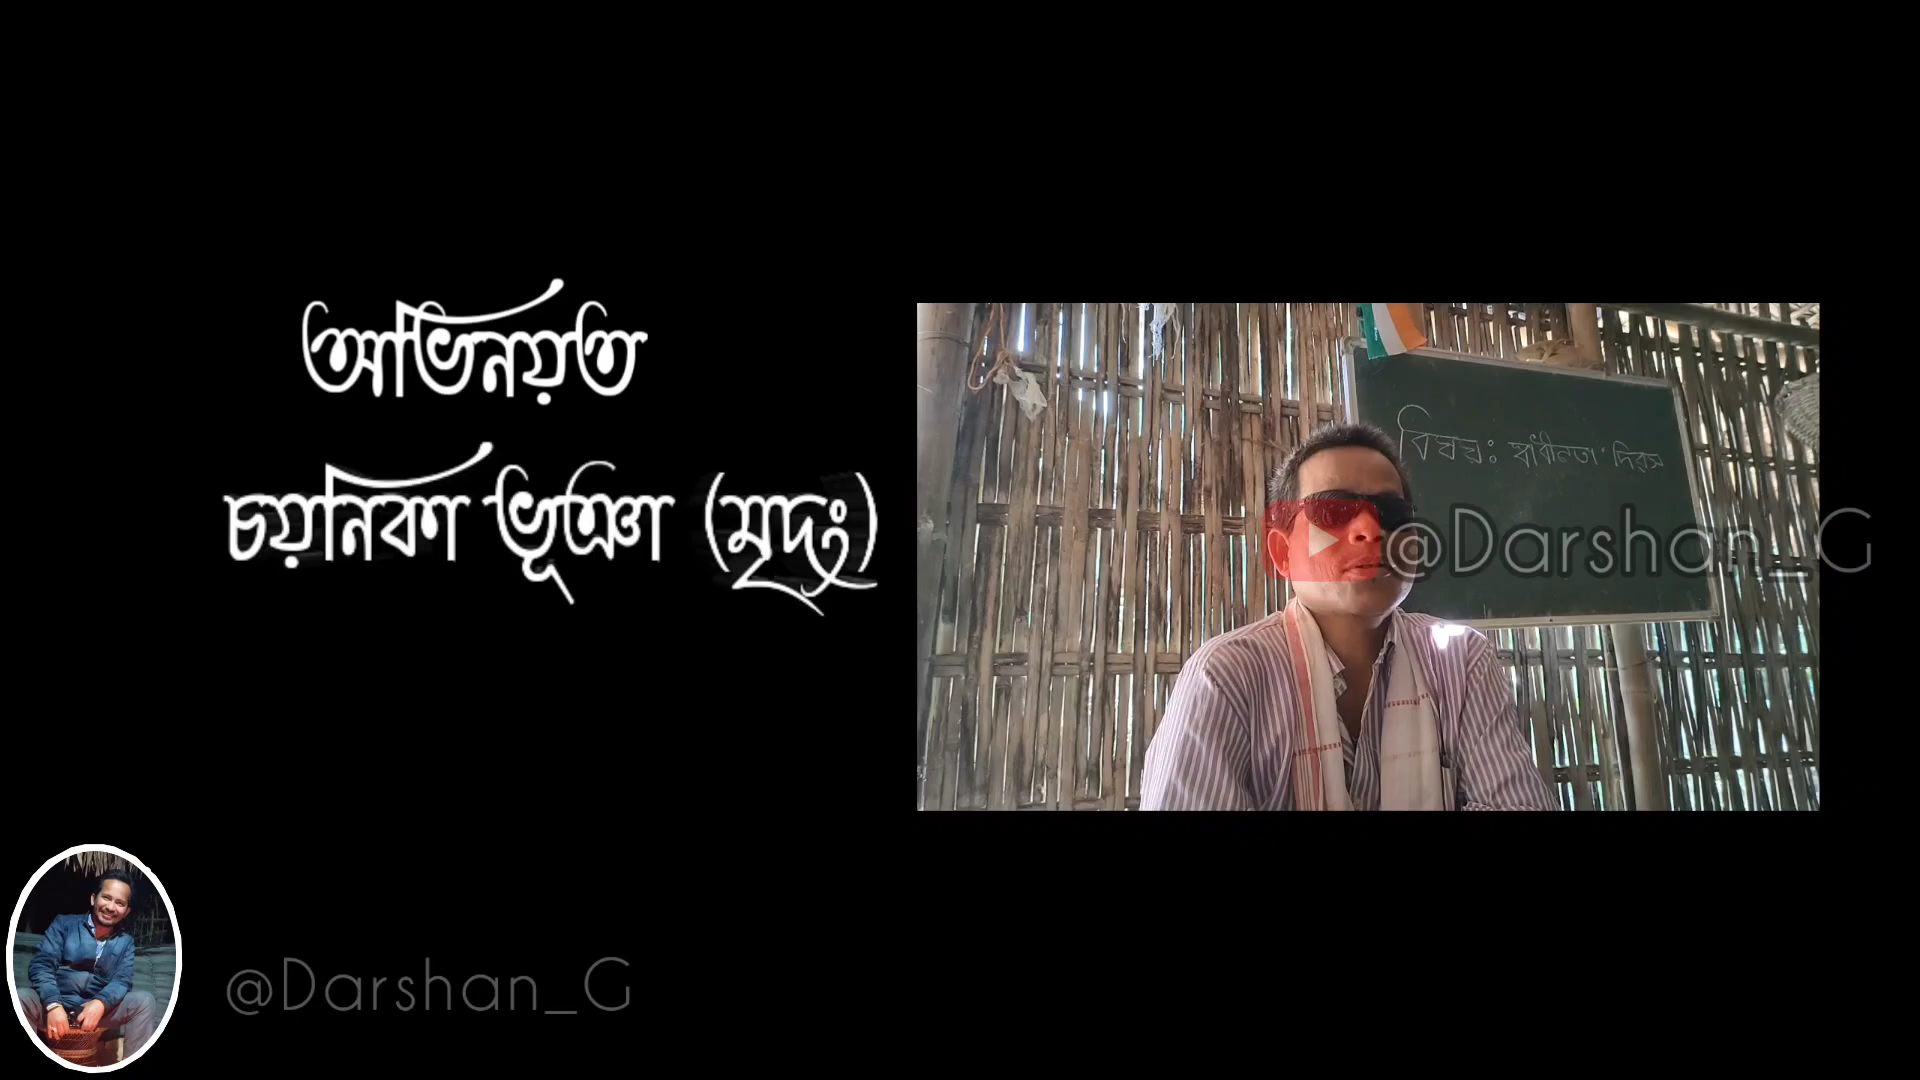 অভিনয়ত
চয়নিকা ভূঞা (মৃদুঃ)
বিষয়ঃ স্বাধীনতা দিৱস
@Darshan_G
@Darshan_G